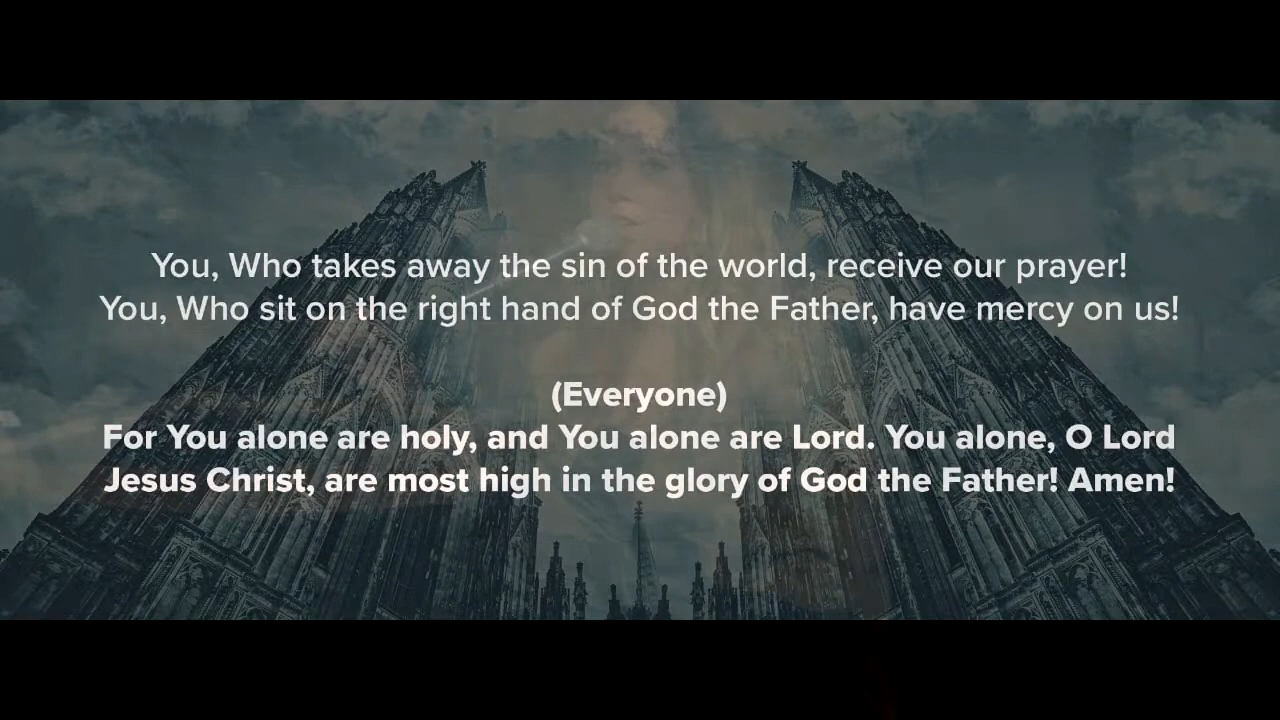 You, Who takes away the sin of the world, receive our prayer!
You, Who sit on the right hand of God the Father, have mercy on us!
(Everyone)
For You alone are holy, and You alone are Lord. You alone, O Lord
Jesus Christ, are most high in the glory of God the Father! Amen!